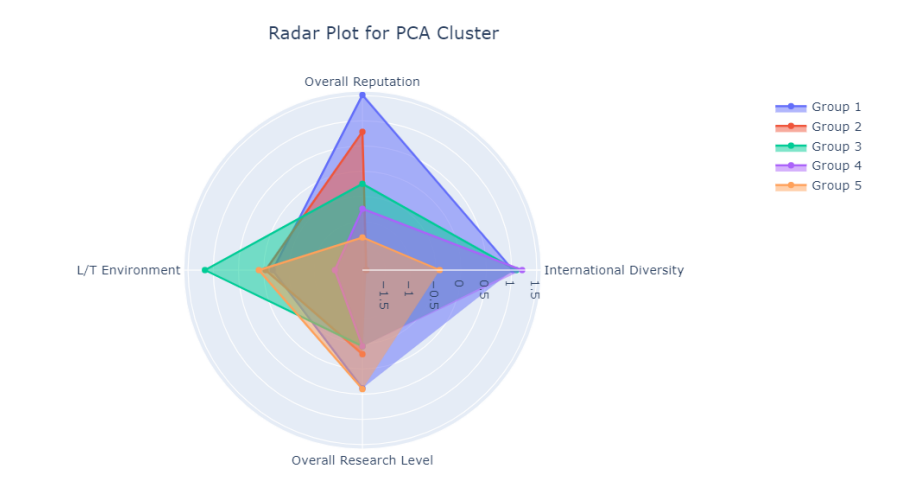 Radar Plot for PCA Cluster
Overall Reputation
Group 1
Group 2
Group 3
Group 4
Group 5
L/T Environment
International Diversity
−1.5
−1
−0.5
0
0.5
1
1.5
Overall Research Level